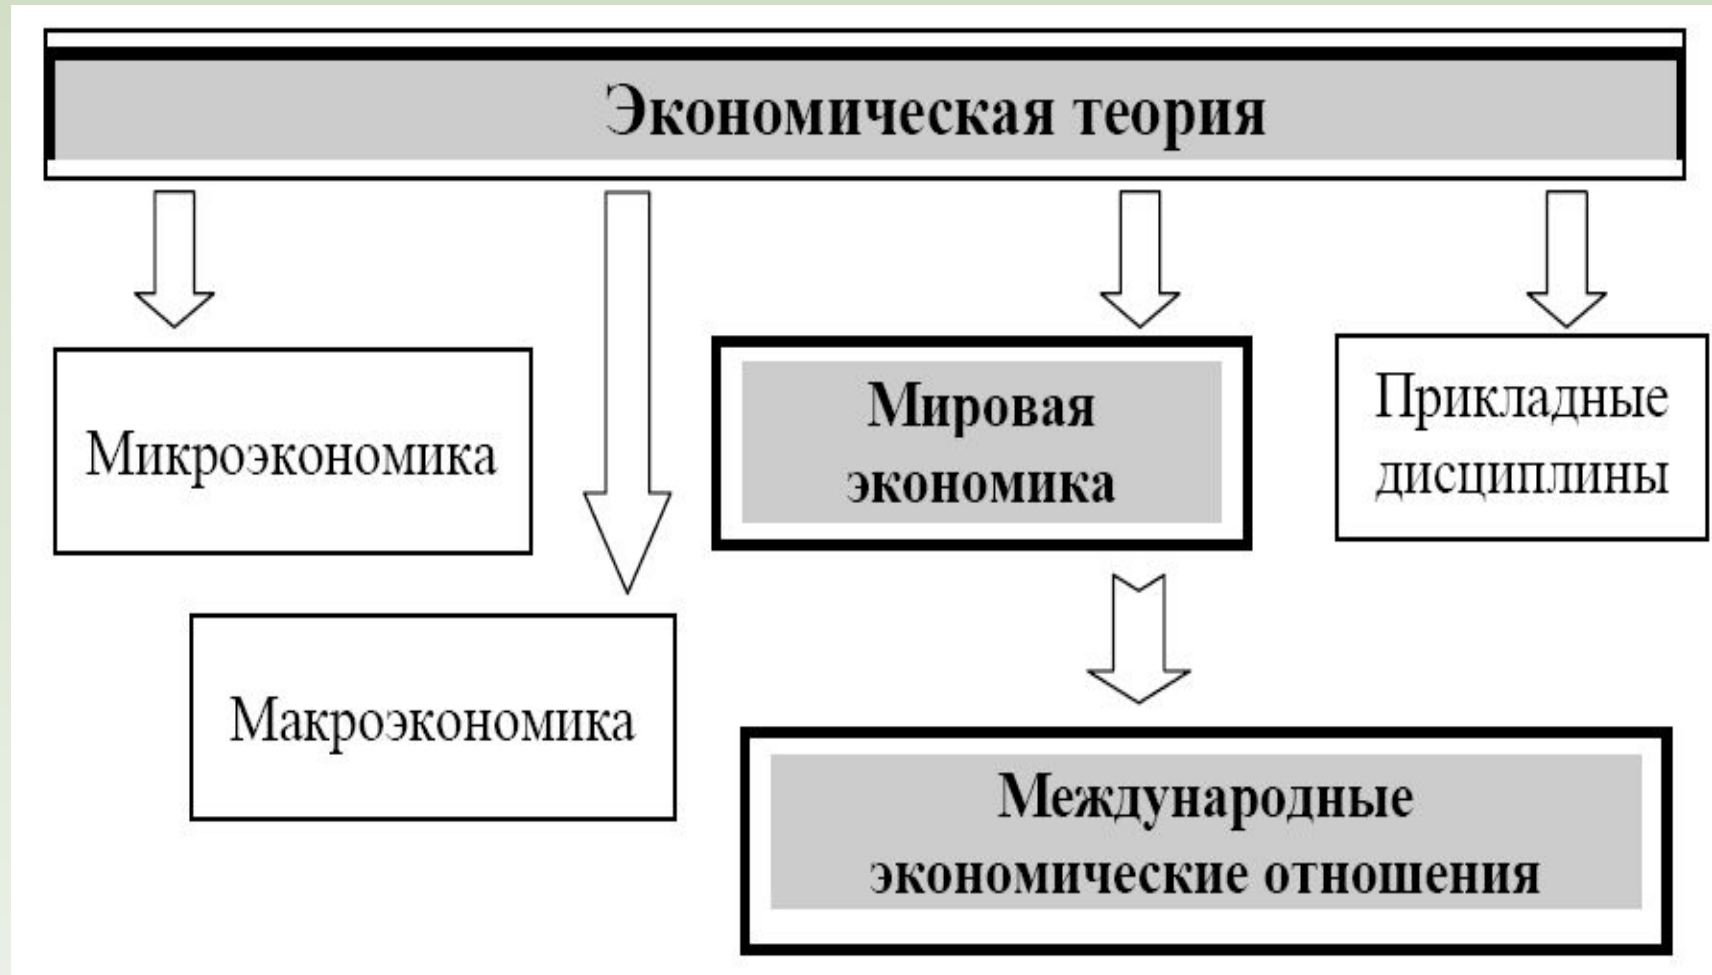 Экономическая теория
Микроэкономика
Мировая
экономика
Прикладные
дисциплины
Макроэкономика
Международные
экономические отношения